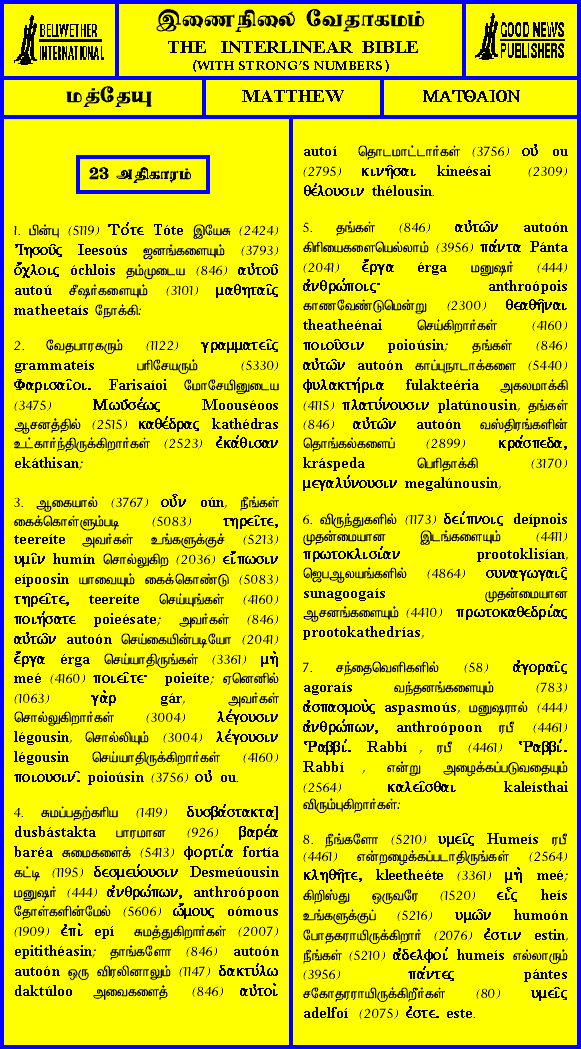 BELLWETHER
INTERNATIONAL
இணைநிலை வேதாகமம்
THE INTERLINEAR BIBLE
(WITH STRONG'S NUMBERS)
GOOD NEWS
PUBLISHERS
மத்தேயு
MATTHEW
ΜΑΤΘΑΙΟΝ
23 அதிகாரம்
1. பின்பு (5119) Τότε Tóte இயேசு (2424)
Ἰησοῦς Ieesoús ஜனங்களையும் (3793)
ὄχλοις óchlois தம்முடைய (846) αὐτοῦ
autoú சீஷர்களையும் (3101) μαθηταῖς
matheetaís நோக்கி:
2. வேதபாரகரும் (1122) γραμματεῖς
grammateís பரிசேயரும் (5330)
Φαρισαῖοι. Farisaíoi மோசேயினுடைய
(3475) Μωϋσέως Moouséoos
ஆசனத்தில் (2515) καθέδρας kathédras
உட்கார்ந்திருக்கிறார்கள் (2523) ἐκάθισαν
ekáthisan;
3. ஆகையால் (3767) οὖν oún, நீங்கள்
கைக்கொள்ளும்படி (5083) τηρεῖτε,
teereíte அவர்கள் உங்களுக்குச் (5213)
υμῖν humín சொல்லுகிற (2036) εἴπωσιν
eípoosin யாவையும் கைக்கொண்டு (5083)
τηρεῖτε, teereíte செய்யுங்கள் (4160)
ποιήσατε poieésate; அவர்கள் (846)
αὐτῶν autoón செய்கையின்படியோ (2041)
ἔργα érga செய்யாதிருங்கள் (3361) μὴ
meé (4160) ποιεῖτε· poieíte; ஏனெனில்
(1063) γὰρ gár, அவர்கள்
சொல்லுகிறார்கள் (3004) λέγουσιν
légousin, சொல்லியும் (3004) λέγουσιν
légousin செய்யாதிருக்கிறார்கள் (4160)
ποιουσιν῀. poioúsin (3756) οὐ ou.
4. சுமப்பதற்கரிய (1419) δυσβάστακτα]
dusbástakta பாரமான (926) βαρέα
baréa சுமைகளைக் (5413) φορτία fortía
கட்டி (1195) δεσμεύουσιν Desmeúousin
மனுஷர் (444) ἀνθρώπων, anthroópoon
தோள்களின்மேல் (5606) ὤμους oómous
(1909) ἐπὶ epí சுமத்துகிறார்கள் (2007)
epitithéasin; தாங்களோ (846) autoón
autoón ஒரு விரலினாலும் (1147) δακτύλω
daktúloo அவைகளைத் (846) αὐτοὶ
autoí தொடமாட்டார்கள் (3756) οὐ ou
(2795) κινῆσαι kineésai (2309)
θέλουσιν thélousin.
5. தங்கள் (846) αὐτῶν autoón
கிரியைகளையெல்லாம் (3956) πάντα Pánta
(2041) ἔργα érga மனுஷர் (444)
ἀνθρώποις· anthroópois
காணவேண்டுமென்று (2300) θεαθῆναι
theatheénai செய்கிறார்கள் (4160)
ποιοῦσιν poioúsin; தங்கள் (846)
αὐτῶν autoón காப்புநாடாக்களை (5440)
φυλακτήρια fulakteéria அகலமாக்கி
(4115) πλατύνουσιν platúnousin, தங்கள்
(846) αὐτῶν autoón வஸ்திரங்களின்
தொங்கல்களைப் (2899) κράσπεδα,
kráspeda பெரிதாக்கி (3170)
μεγαλύνουσιν megalúnousin,
6. விருந்துகளில் (1173) δείπνοις deípnois
முதன்மையான இடங்களையும் (4411)
πρωτοκλισίαν prootoklisían,
ஜெபஆலயங்களில் (4864) συναγωγαῖς
sunagoogaís முதன்மையான
ஆசனங்களையும் (4410) πρωτοκαθεδρίας
prootokathedrías,
7. சந்தைவெளிகளில் (58) ἀγοραῖς
agoraís வந்தனங்களையும் (783)
ἀσπασμοὺς aspasmoús, மனுஷரால் (444)
ἀνθρώπων, anthroópoon ரபீ (4461)
Ῥαββί. Rabbí , ரபீ (4461) Ῥαββί.
Rabbí , என்று அழைக்கப்படுவதையும்
(2564) καλεῖσθαι kaleísthai
விரும்புகிறார்கள்;
8. நீங்களோ (5210) υμεῖς Humeís ரபீ
(4461) என்றழைக்கப்படாதிருங்கள் (2564)
κληθῆτε, kleetheéte (3361) μὴ meé;
கிறிஸ்து ஒருவரே (1520) εἷς heís
உங்களுக்குப் (5216) υμῶν humoón
போதகராயிருக்கிறார் (2076) ἐστιν estin,
நீங்கள் (5210) ἀδελφοί humeís எல்லாரும்
(3956) πάντες pántes
சகோதரராயிருக்கிறீர்கள் (80) υμεῖς
adelfoí (2075) ἐστε. este.